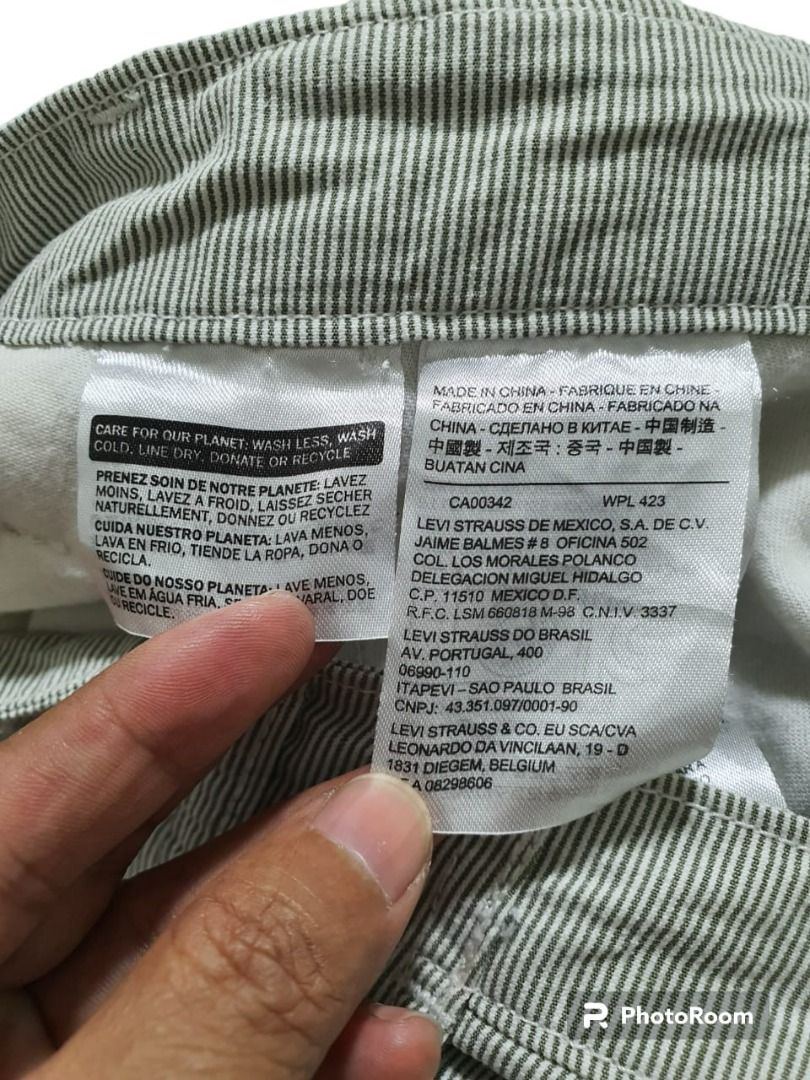 CARE FOR OUR PLANET: WASH LESS, WASH
COLD, LINE DRY, DONATE OR RECYCLE
PRENEZ SOIN DE NOTRE PLANETE: LAVEZ
MOINS, LAVEZ A FROID, LAISSEZ SECHER
NATURELLEMENT, DONNEZ OU RECYCLEZ
CUIDA NUESTRO PLANETA: LAVA MENOS,
LAVA EN FRIO, TIENDE LA ROPA, DONA O
RECICLA.
CUIDE DO NOSSO PLANETA: LAVE MENOS,
LAVE EM ÁGUA FRIA, VARAL, DOE
OU RECICLE.
MADE IN CHINA - FABRIQUE EN CHINE -
FABRICADO EN CHINA - FABRICADO NA
CHINA - СДЕЛАНО В КИТАЕ - 中国制造 -
中國製 - 제조국 : 중국 - 中国製 -
BUATAN CINA
CA00342 WPL 423
LEVI STRAUSS DE MEXICO, S.A. DE C.V.
JAIME BALMES # 8 OFICINA 502
COL. LOS MORALES POLANCO
DELEGACION MIGUEL HIDALGO
C.P. 11510 MEXICO D.F.
R.F.C. LSM 660818 M-98 C.N.I.V. 3337
LEVI STRAUSS DO BRASIL
AV. PORTUGAL, 400
06990-110
ITAPEVI – SAO PAULO BRASIL
CNPJ: 43.351.097/0001-90
LEVI STRAUSS & CO. EU SCA/CVA
LEONARDO DA VINCILAAN, 19 - D
1831 DIEGEM, BELGIUM
A 08298606
PhotoRoom